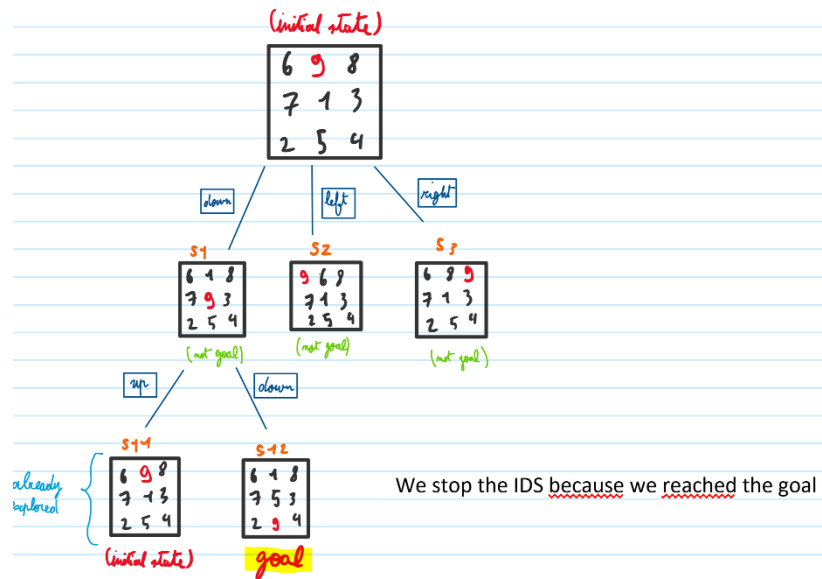 (initial state)
6 9 8
7 1 3
2 5 4
down
left
right
S1
S2
S3
6 1 8
7 9 3
2 5 4
9 6 8
7 1 3
2 5 4
6 8 9
7 1 3
2 5 4
(not goal)
(not goal)
(not goal)
up
down
S11
S12
already
explored
6 9 8
7 1 3
2 5 4
6 1 8
7 5 3
2 9 4
We stop the IDS because we reached the goal
(initial state)
goal